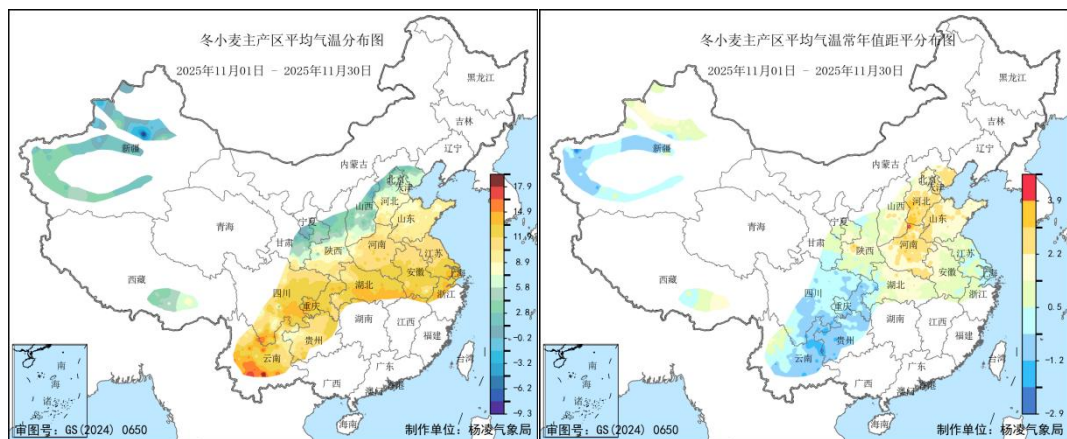 冬小麦主产区平均气温分布图
2025年11月01日 - 2025年11月30日
黑龙江
吉林
辽宁
新疆
内蒙古
北京
天津
河北
山西
山东
宁夏
青海
甘肃
陕西
河南
江苏
安徽
上海
西藏
四川
湖北
浙江
重庆
湖南
江西
贵州
福建
云南
台湾
广西
广东
香港
澳门
海南
南
海
诸
17.9
14.9
11.9
8.9
5.8
2.8
-0.2
-3.2
-6.2
-9.3
审图号: GS(2024) 0650
制作单位: 杨凌气象局
冬小麦主产区平均气温常年值距平分布图
2025年11月01日 - 2025年11月30日
黑龙江
吉林
辽宁
新疆
内蒙古
北京
天津
河北
山西
山东
宁夏
青海
甘肃
陕西
河南
江苏
安徽
上海
西藏
四川
湖北
浙江
重庆
湖南
江西
贵州
福建
云南
台湾
广西
广东
香港
澳门
海南
南
海
诸
3.9
2.2
0.5
-1.2
-2.9
审图号: GS(2024) 0650
制作单位: 杨凌气象局